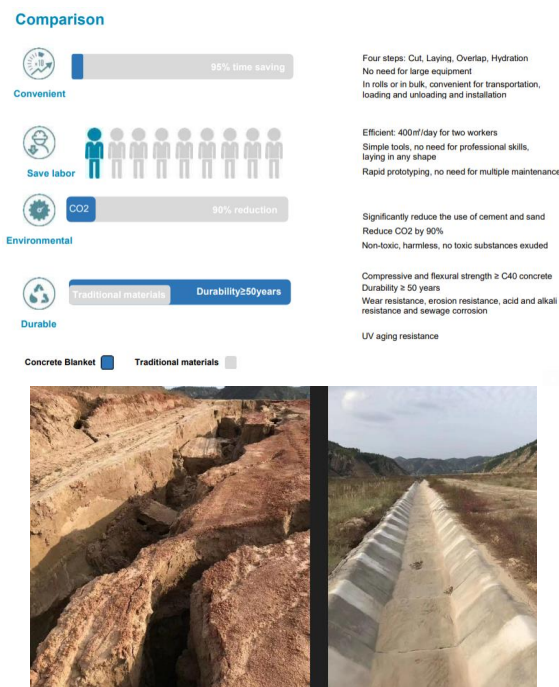 Comparison
95% time saving
Convenient
Four steps: Cut, Laying, Overlap, Hydration
No need for large equipment
In rolls or in bulk, convenient for transportation,
loading and unloading and installation
Save labor
Efficient: 400㎡/day for two workers
Simple tools, no need for professional skills,
laying in any shape
Rapid prototyping, no need for multiple maintenance
CO2
90% reduction
Environmental
Significantly reduce the use of cement and sand
Reduce CO2 by 90%
Non-toxic, harmless, no toxic substances exuded
Traditional materials
Durability≥50years
Durable
Compressive and flexural strength ≥ C40 concrete
Durability ≥ 50 years
Wear resistance, erosion resistance, acid and alkali
resistance and sewage corrosion
UV aging resistance
Concrete Blanket
Traditional materials